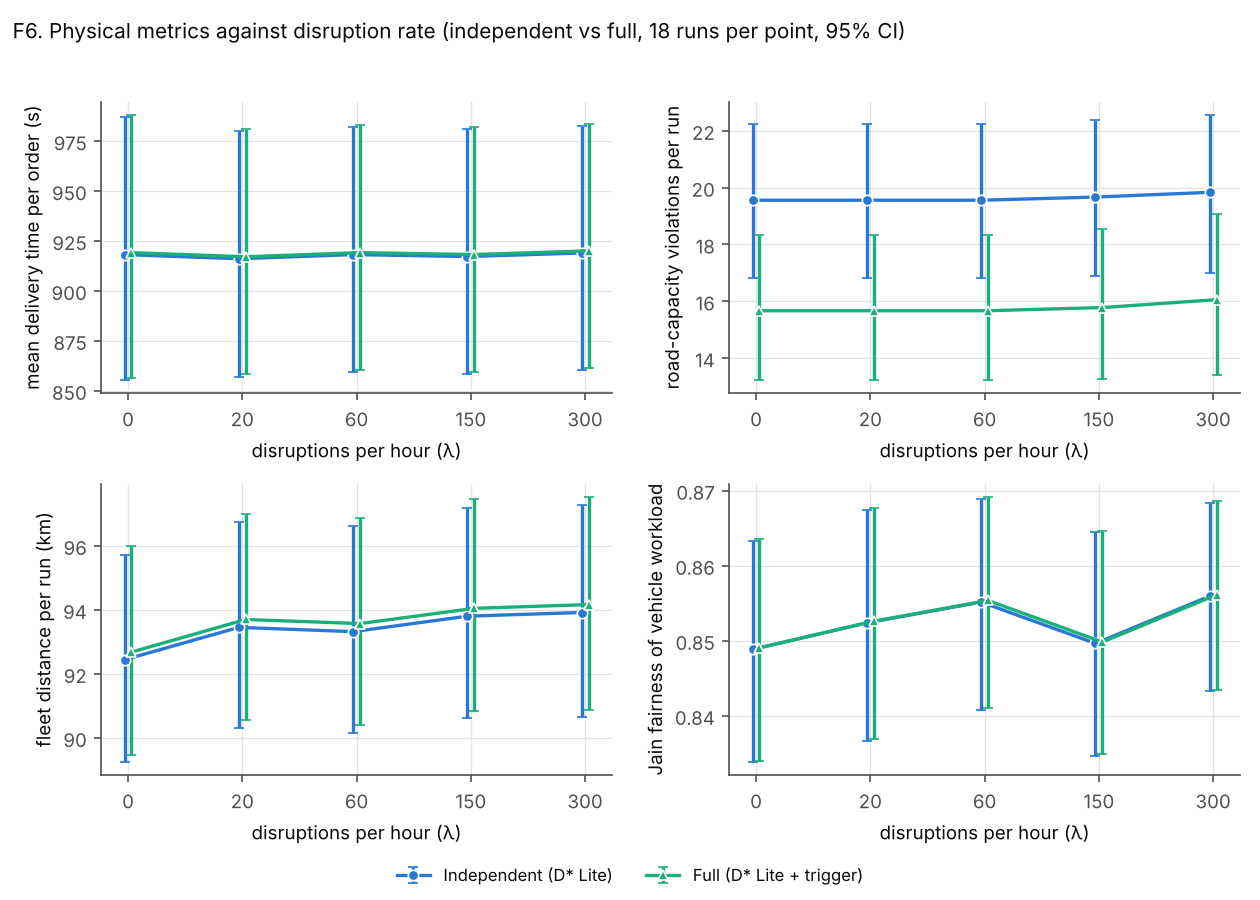 F6. Physical metrics against disruption rate (independent vs full, 18 runs per point, 95% CI)
mean delivery time per order (s)
975
950
925
900
875
850
0 20 60 150 300
disruptions per hour (λ)
road-capacity violations per run
22
20
18
16
14
0 20 60 150 300
disruptions per hour (λ)
fleet distance per run (km)
96
94
92
90
0 20 60 150 300
disruptions per hour (λ)
Jain fairness of vehicle workload
0.87
0.86
0.85
0.84
0 20 60 150 300
disruptions per hour (λ)
Independent (D* Lite)
Full (D* Lite + trigger)